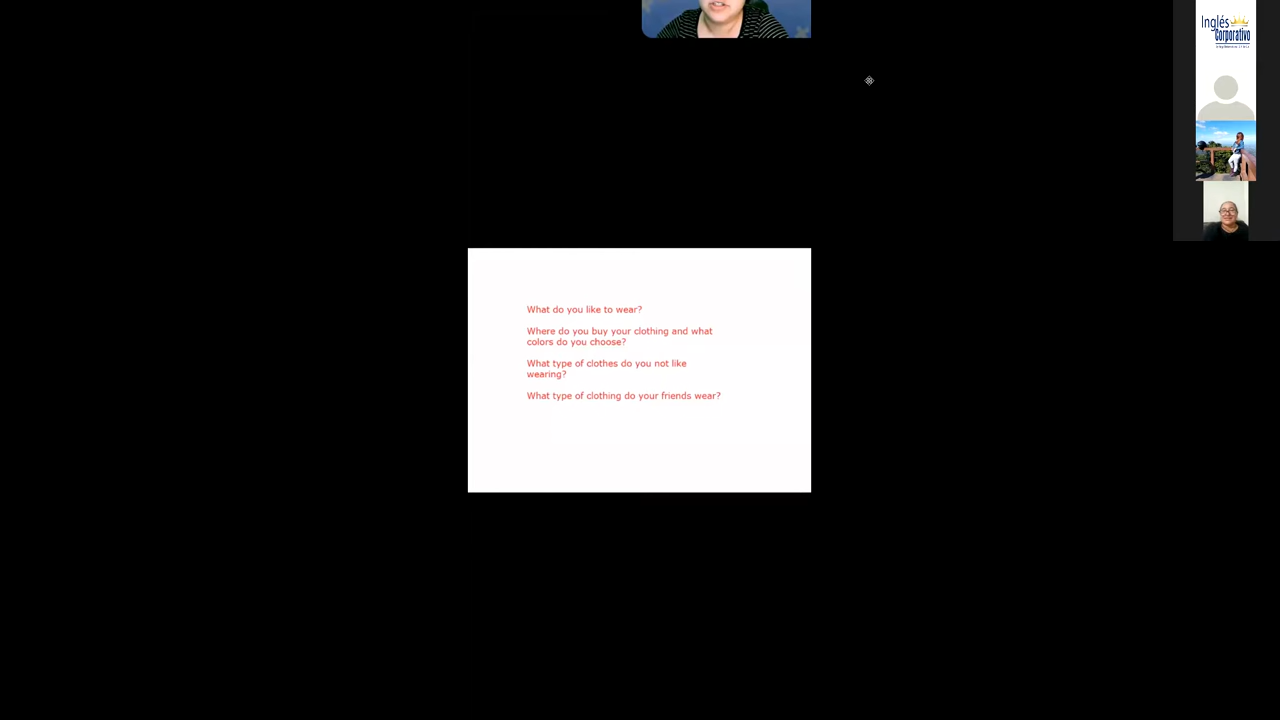 Inglés
Corporativo
What do you like to wear?
Where do you buy your clothing and what
colors do you choose?
What type of clothes do you not like
wearing?
What type of clothing do your friends wear?